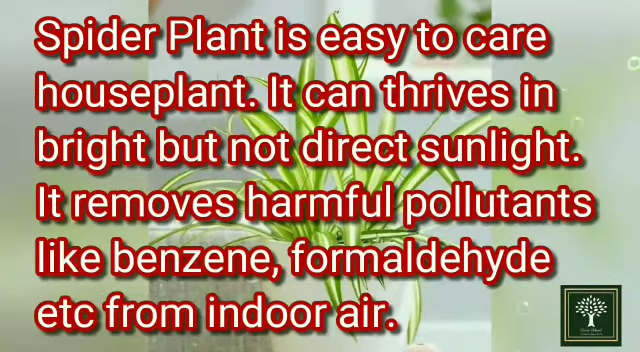 Spider Plant is easy to care
houseplant. It can thrives in
bright but not direct sunlight.
It removes harmful pollutants
like benzene, formaldehyde
etc from indoor air.